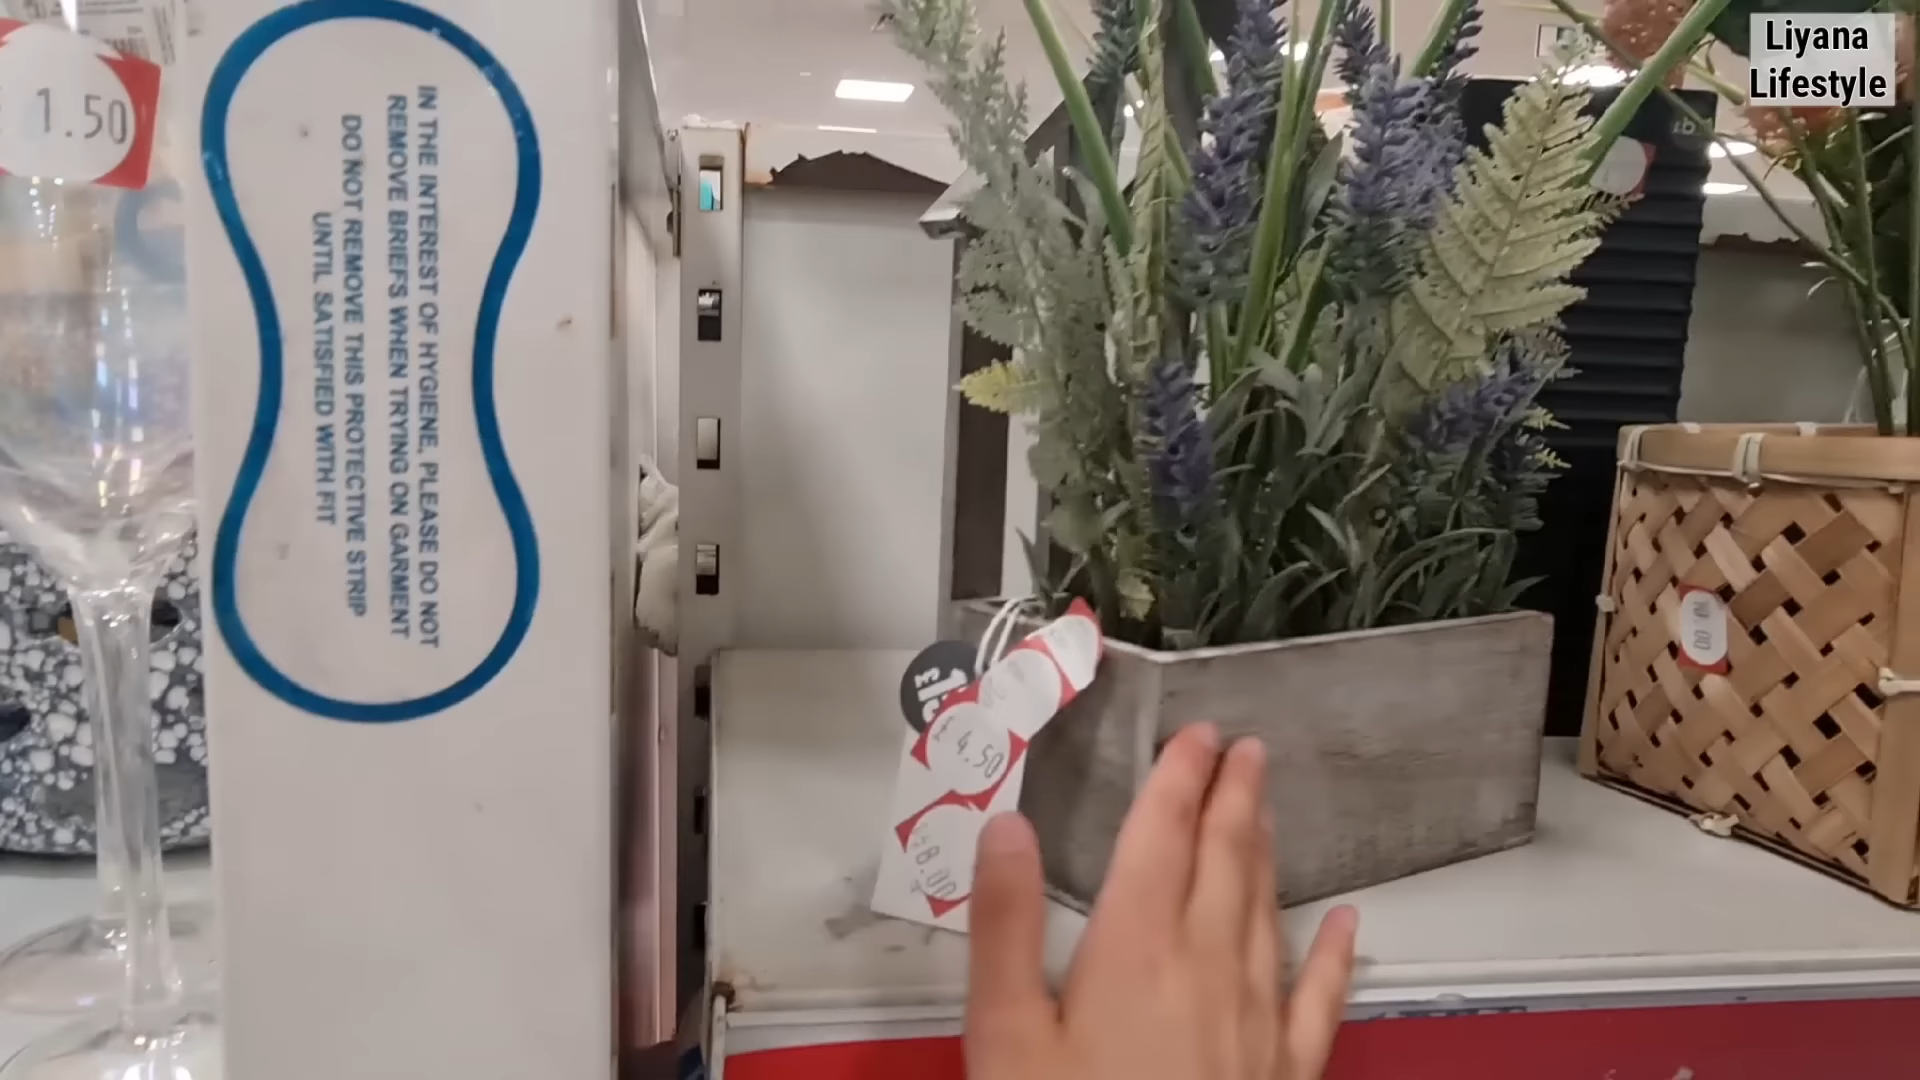 Liyana
Lifestyle
1.50
IN THE INTEREST OF HYGIENE, PLEASE DO NOT
REMOVE BRIEFS WHEN TRYING ON GARMENT
DO NOT REMOVE THIS PROTECTIVE STRIP
UNTIL SATISFIED WITH FIT
4.50
8.00